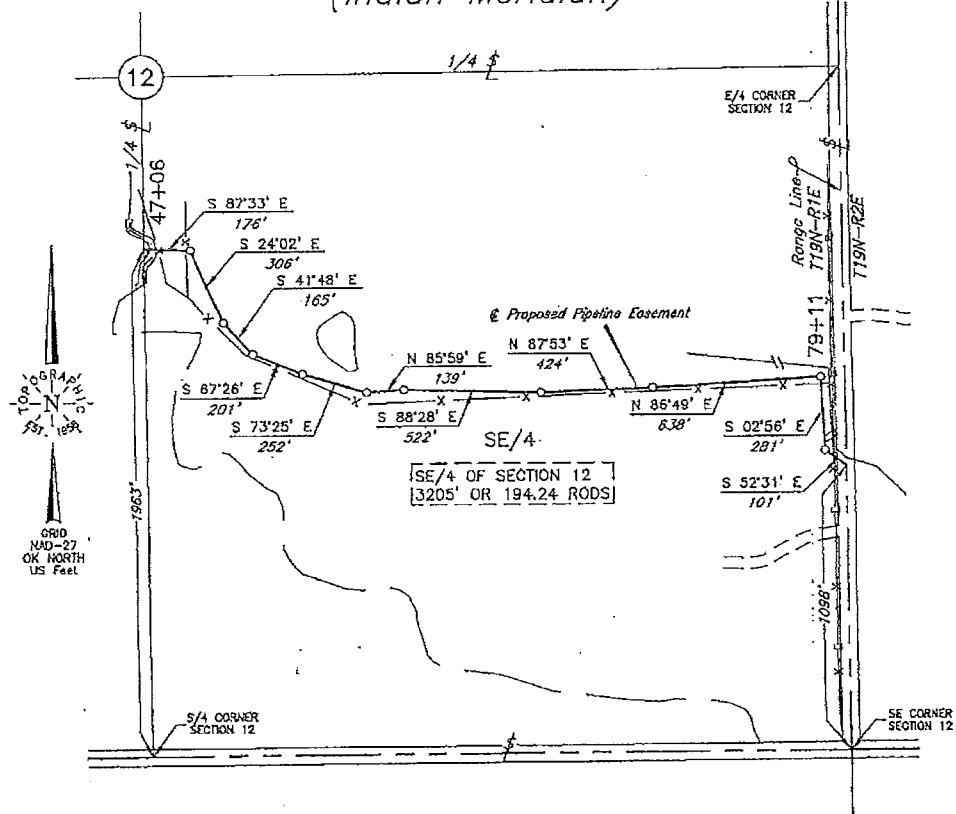 (Indian Meridian)
12
1/4
E/4 CORNER
SECTION 12
1/4
47+06
S 87°33' E
176'
S 24°02' E
306'
S 41°48' E
165'
Range Line
T19N-R1E
T19N-R2E
Proposed Pipeline Easement
79+11
N 85°59' E
139'
N 87°53' E
424'
S 67°26' E
201'
S 73°25' E
252'
S 88°28' E
522'
N 86°49' E
638'
S 02°56' E
281'
SE/4
SE/4 OF SECTION 12
3205' OR 194.24 RODS
S 52°31' E
101'
TOPOGRAPHIC
N
EST. 1958
GRID
NAD-27
OK NORTH
US Feet
1963'
1098'
S/4 CORNER
SECTION 12
SE CORNER
SECTION 12